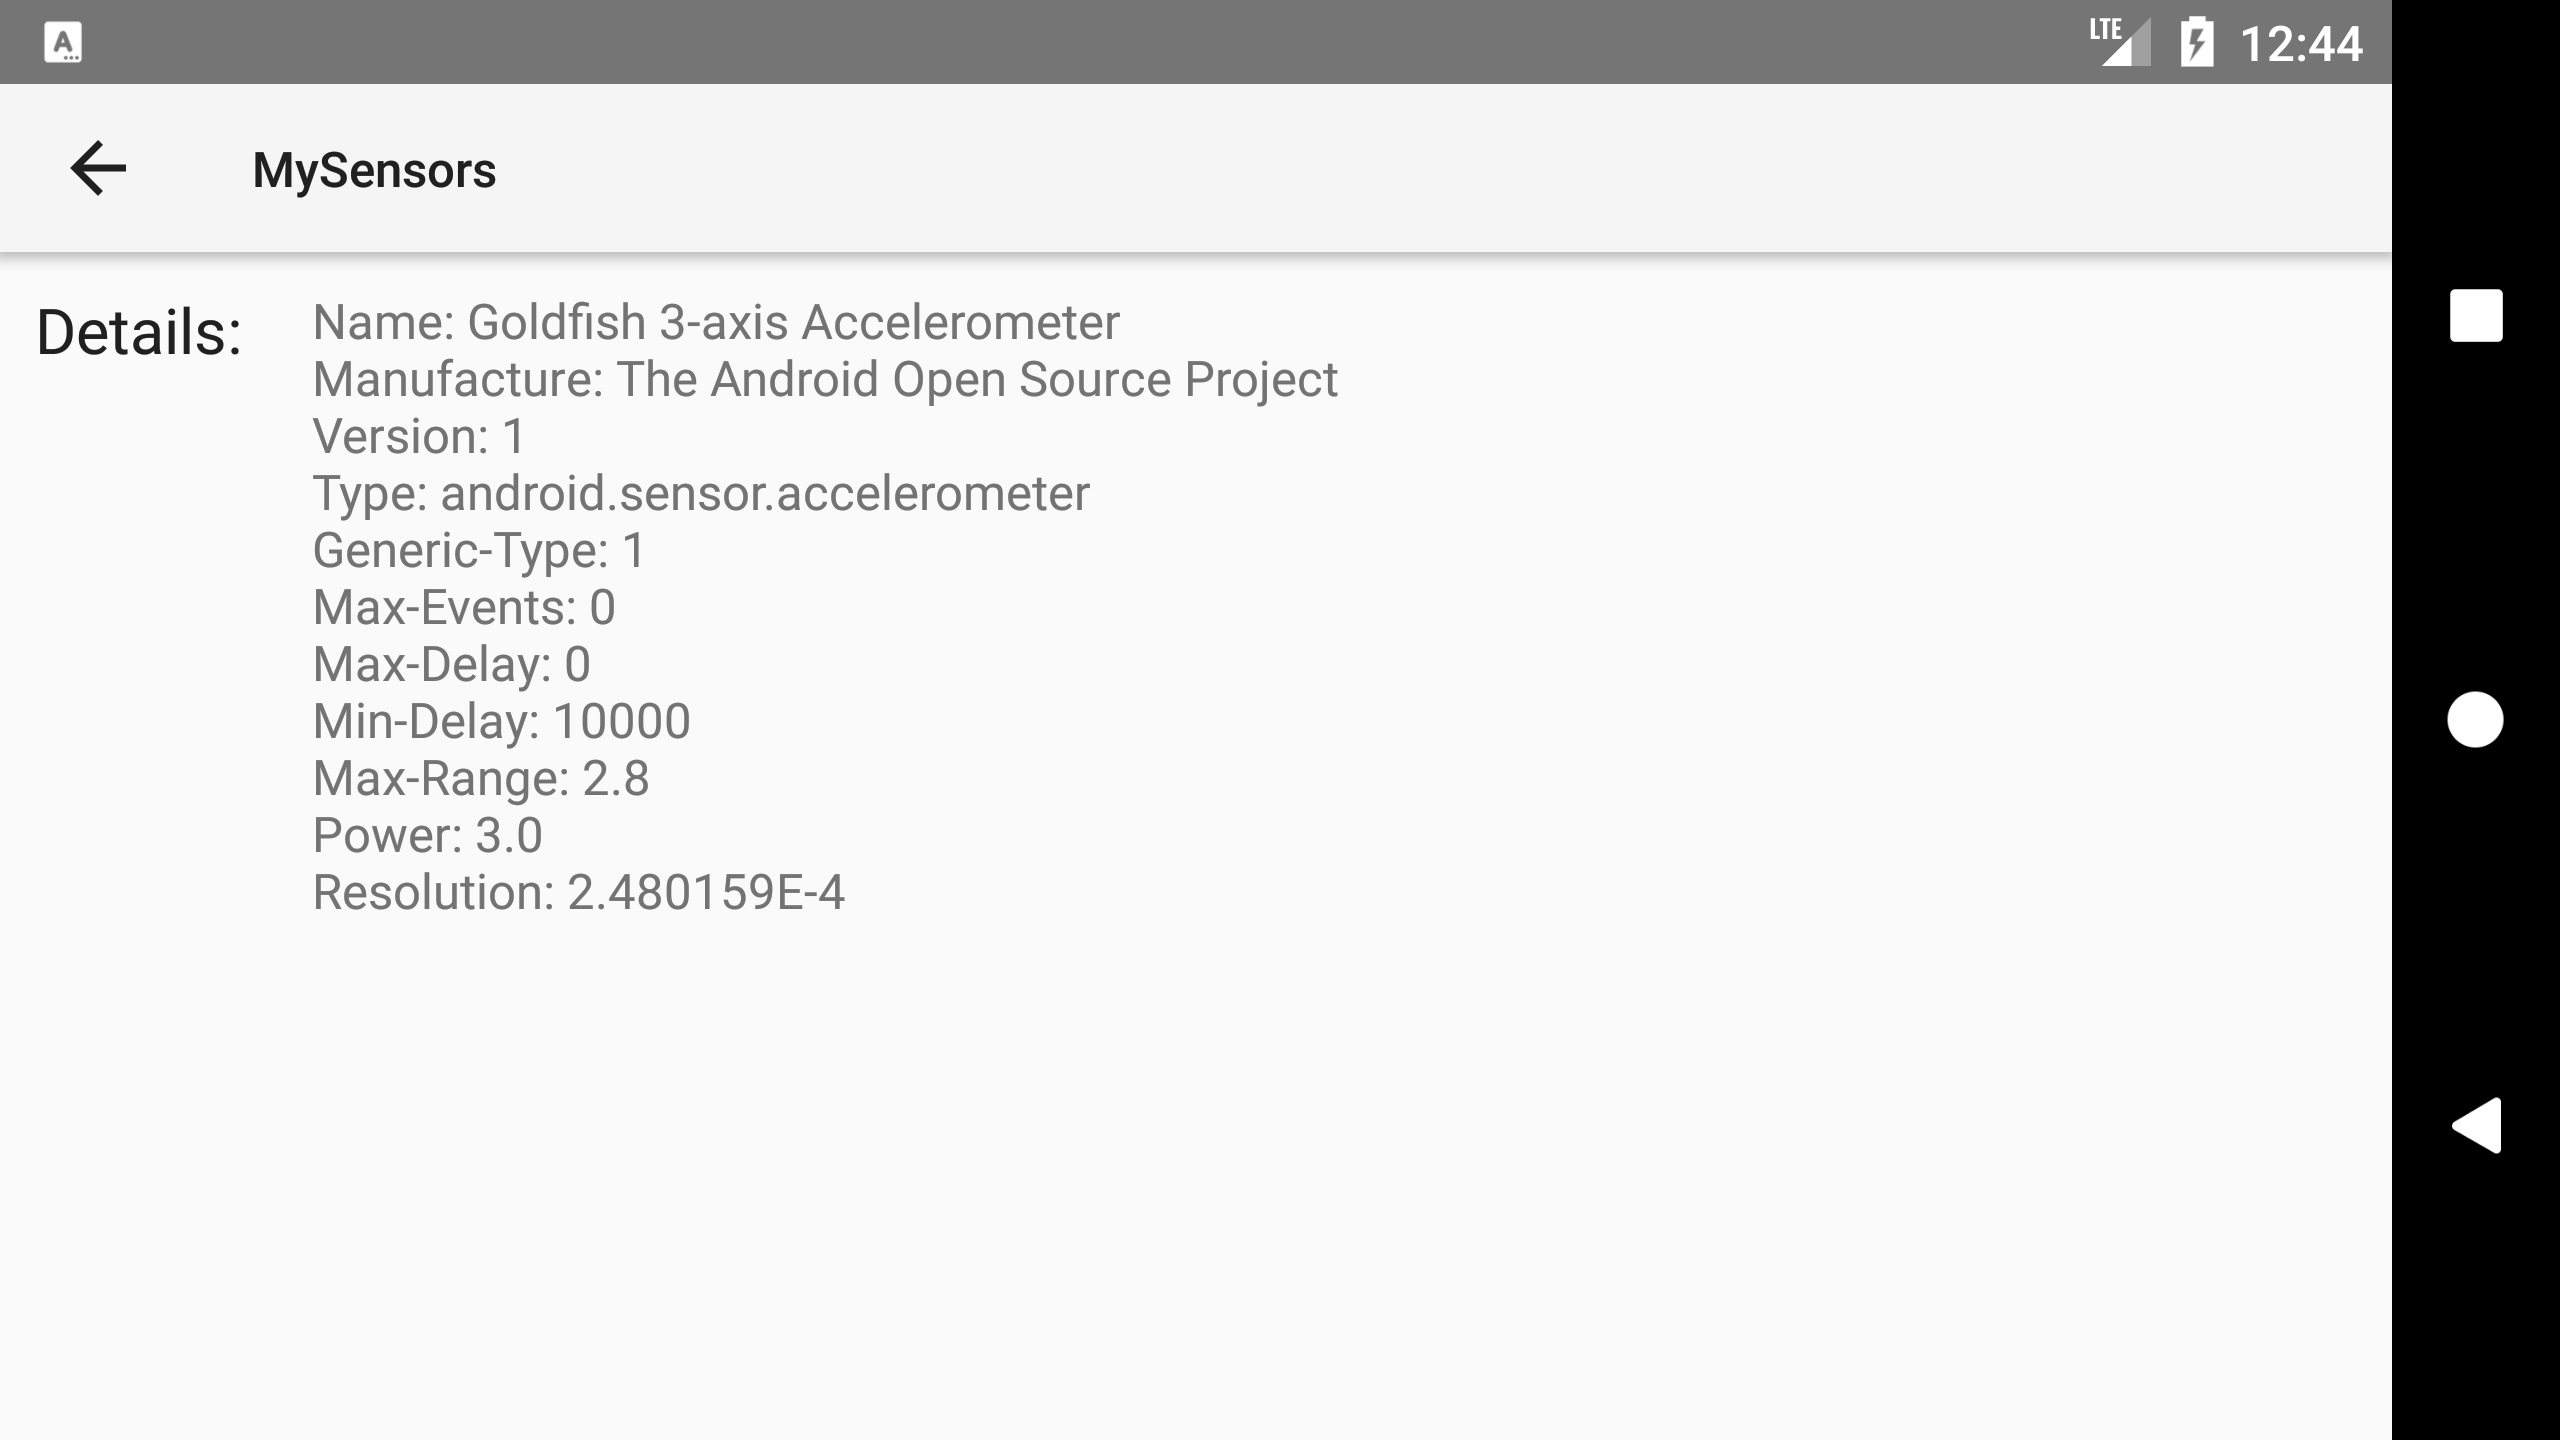 A
LTE
12:44
MySensors
Details:
Name: Goldfish 3-axis Accelerometer
Manufacture: The Android Open Source Project
Version: 1
Type: android.sensor.accelerometer
Generic-Type: 1
Max-Events: 0
Max-Delay: 0
Min-Delay: 10000
Max-Range: 2.8
Power: 3.0
Resolution: 2.480159E-4